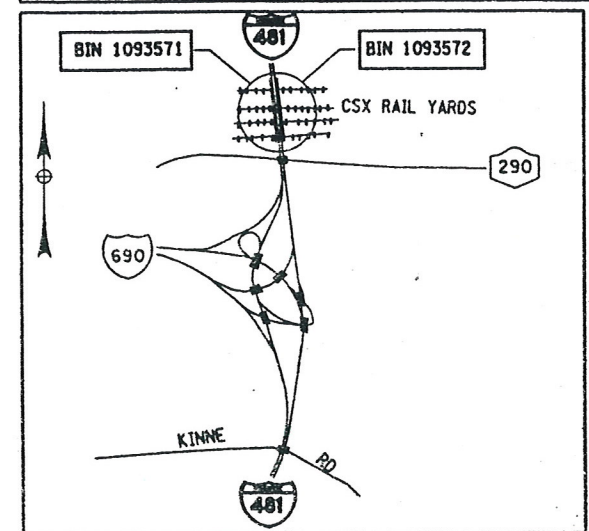 481
BIN 1093571
BIN 1093572
CSX RAIL YARDS
290
690
KINNE RD
481